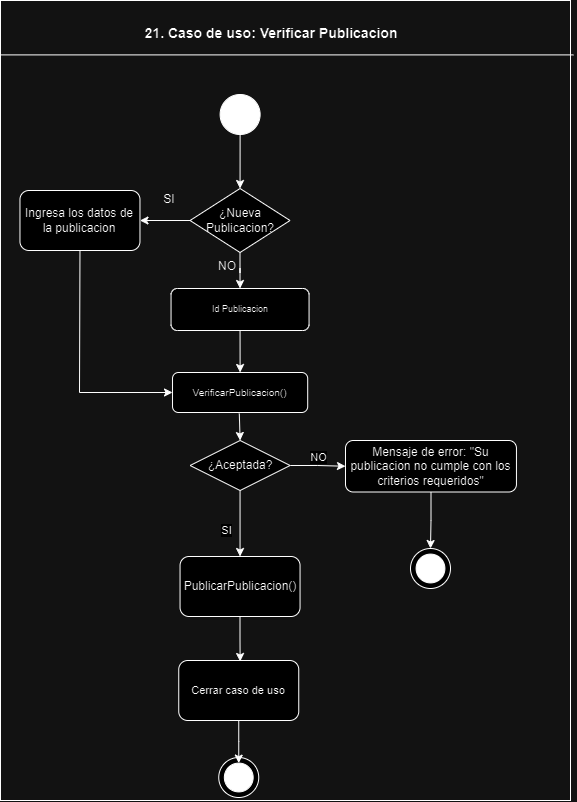 21. Caso de uso: Verificar Publicacion
SI
¿Nueva
Publicacion?
Ingresa los datos de
la publicacion
NO
Id Publicacion
VerificarPublicacion()
¿Aceptada?
NO
Mensaje de error: "Su
publicacion no cumple con los
criterios requeridos"
SI
PublicarPublicacion()
Cerrar caso de uso